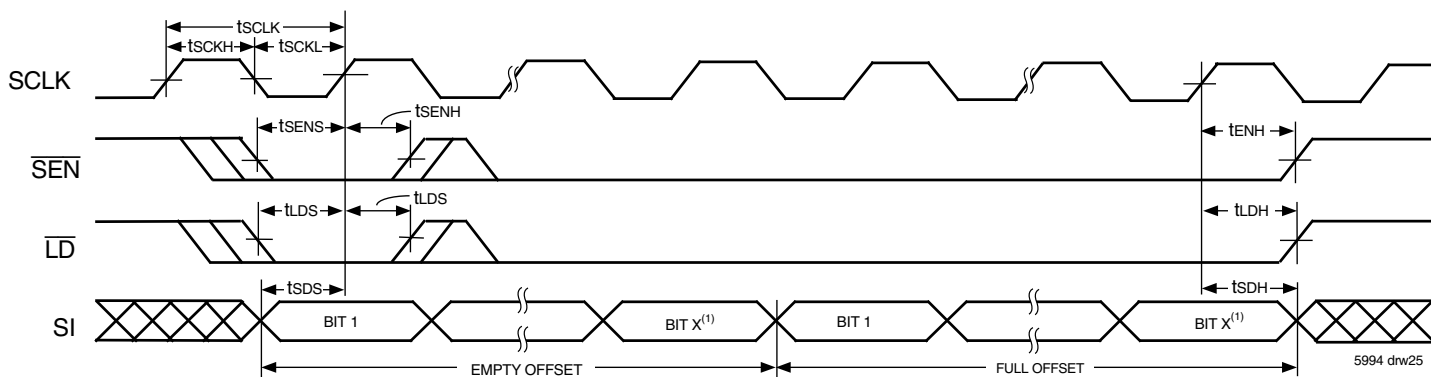 tSCLK
tSCKH
tSCKL
SCLK
tSENH
tSENS
tENH
SEN
tLDS
tLDS
tLDH
LD
tSDS
tSDH
SI
BIT 1
BIT X(1)
BIT 1
BIT X(1)
EMPTY OFFSET
FULL OFFSET
5994 drw25